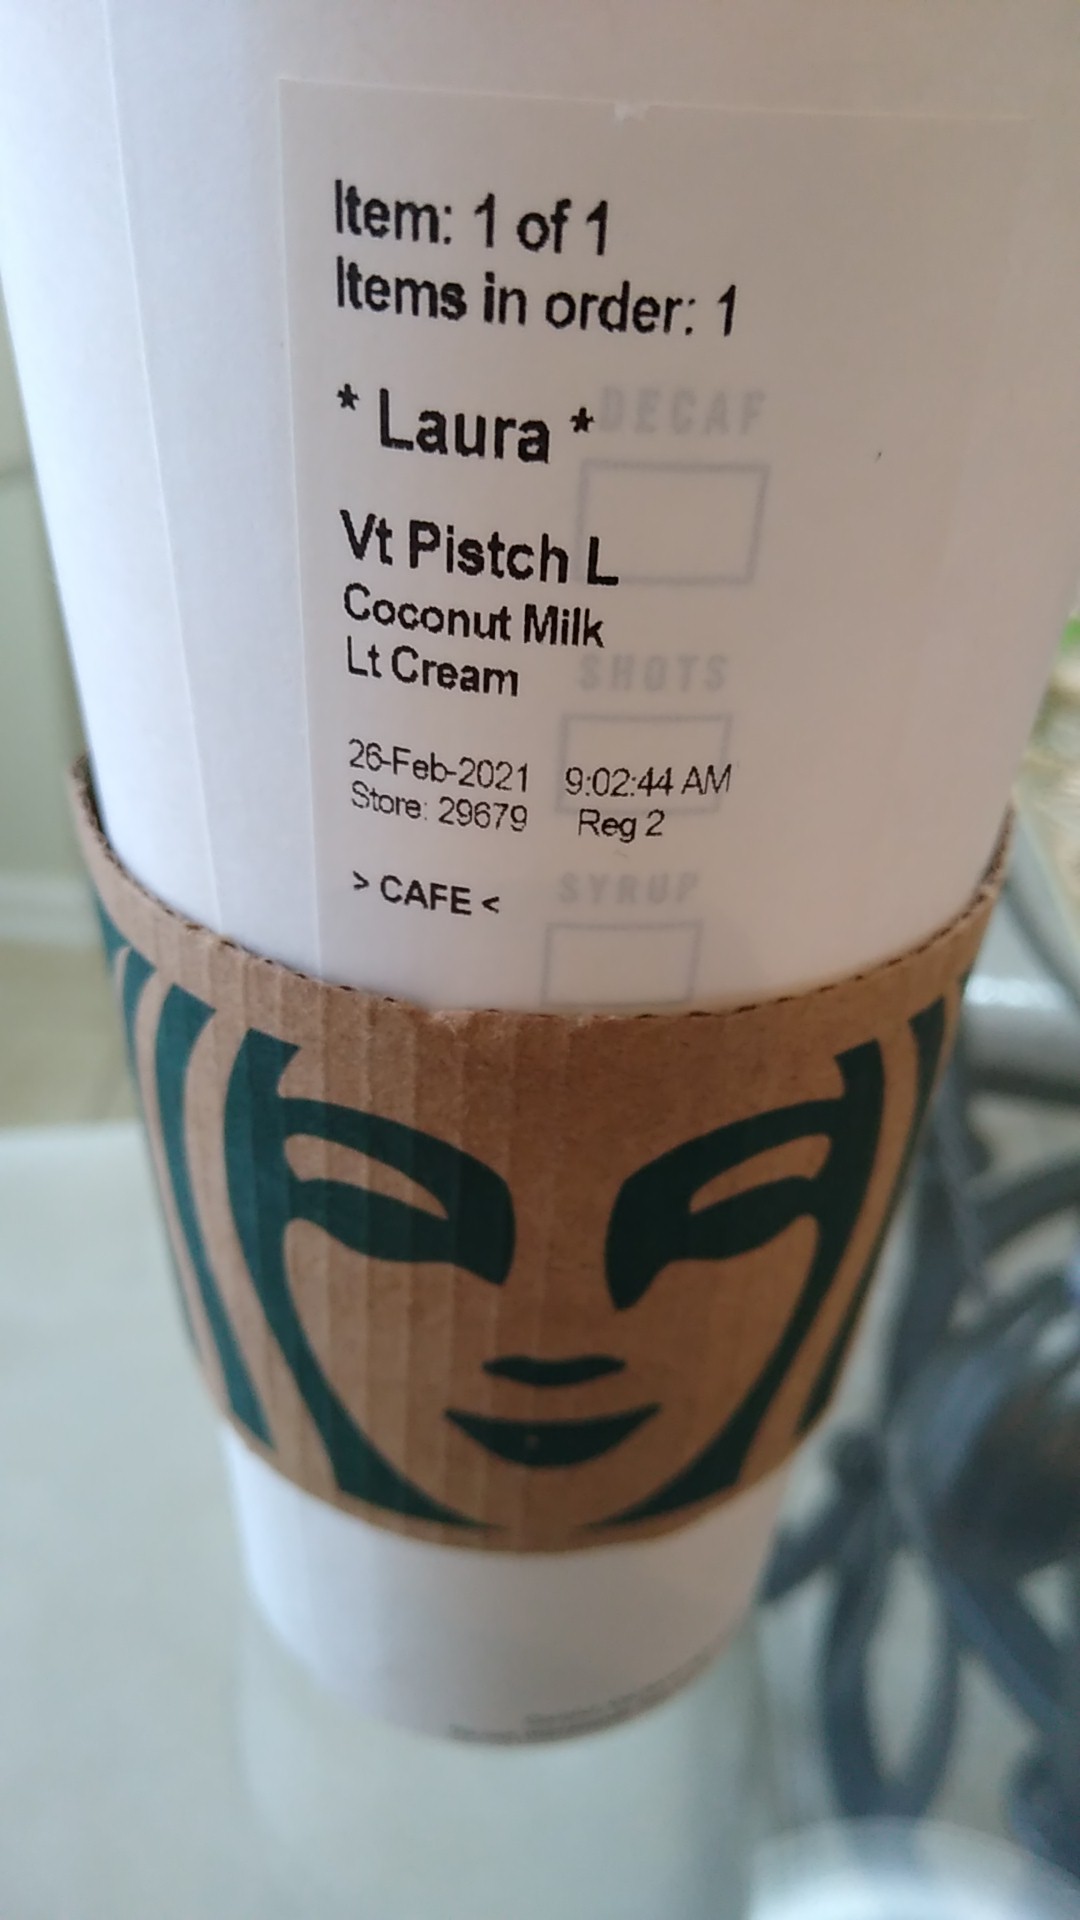 Item: 1 of 1
Items in order: 1
* Laura *
DECAF
Vt Pistch L
Coconut Milk
Lt Cream
SHOTS
26-Feb-2021 9:02:44 AM
Store: 29679 Reg 2
> CAFE <
SYRUP